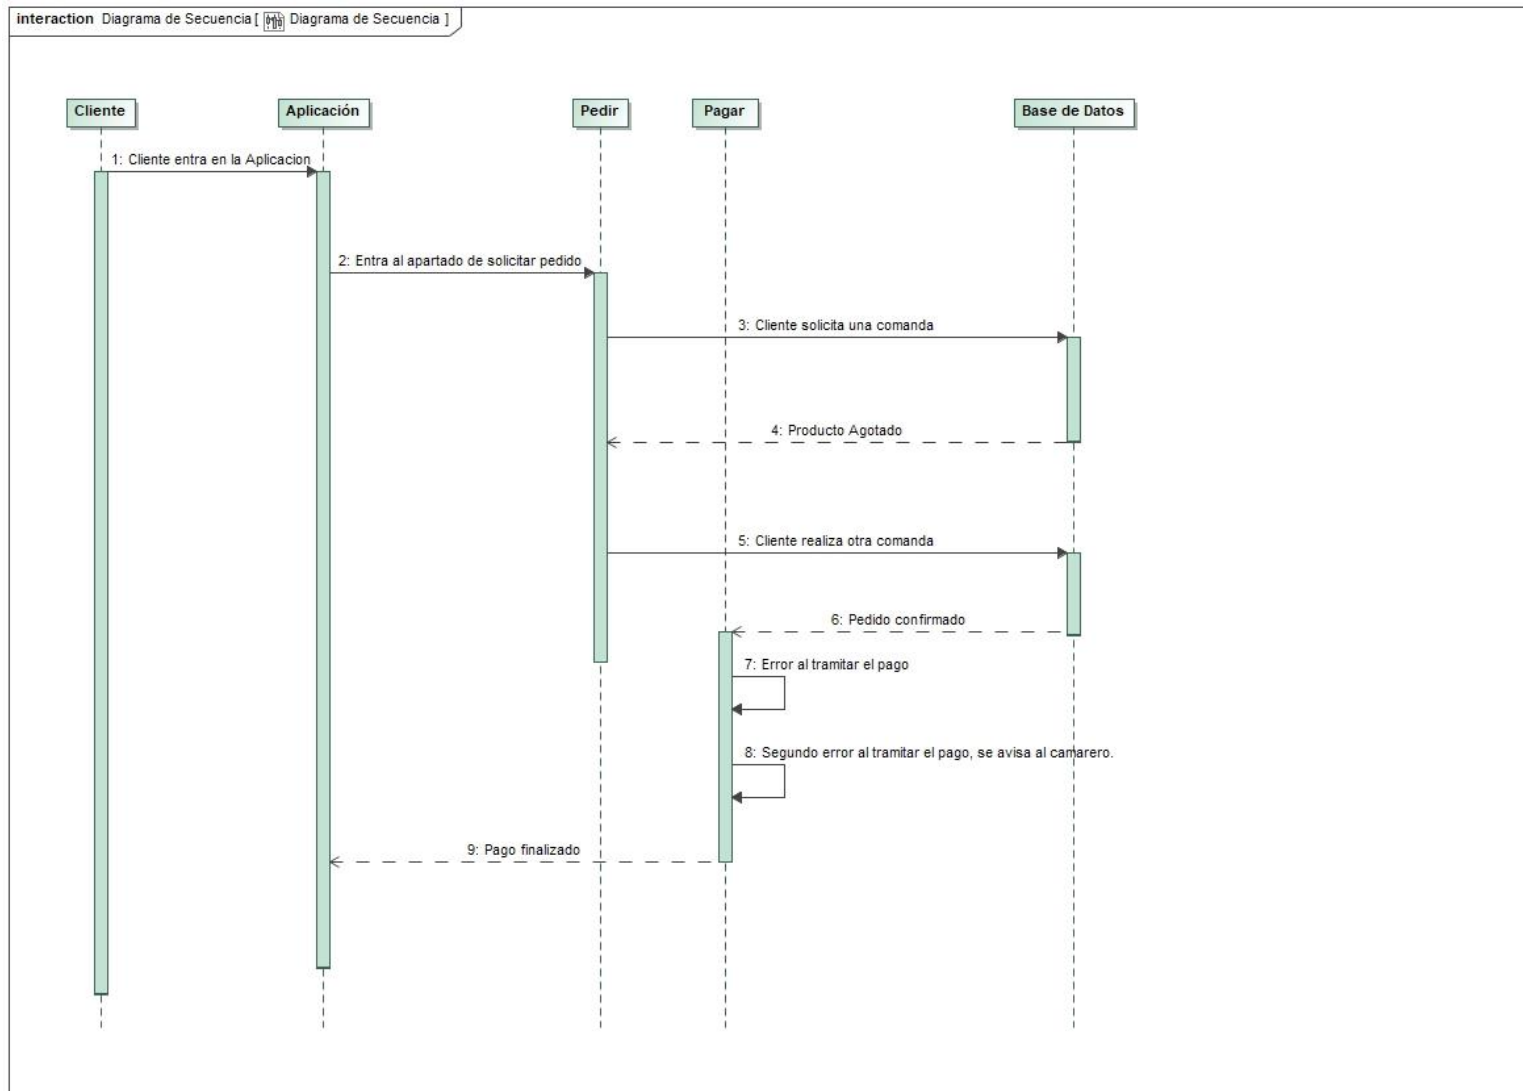 interaction Diagrama de Secuencia [ Diagrama de Secuencia ]
Cliente
Aplicación
Pedir
Pagar
Base de Datos
1: Cliente entra en la Aplicacion
2: Entra al apartado de solicitar pedido
3: Cliente solicita una comanda
4: Producto Agotado
5: Cliente realiza otra comanda
6: Pedido confirmado
7: Error al tramitar el pago
8: Segundo error al tramitar el pago, se avisa al camarero.
9: Pago finalizado